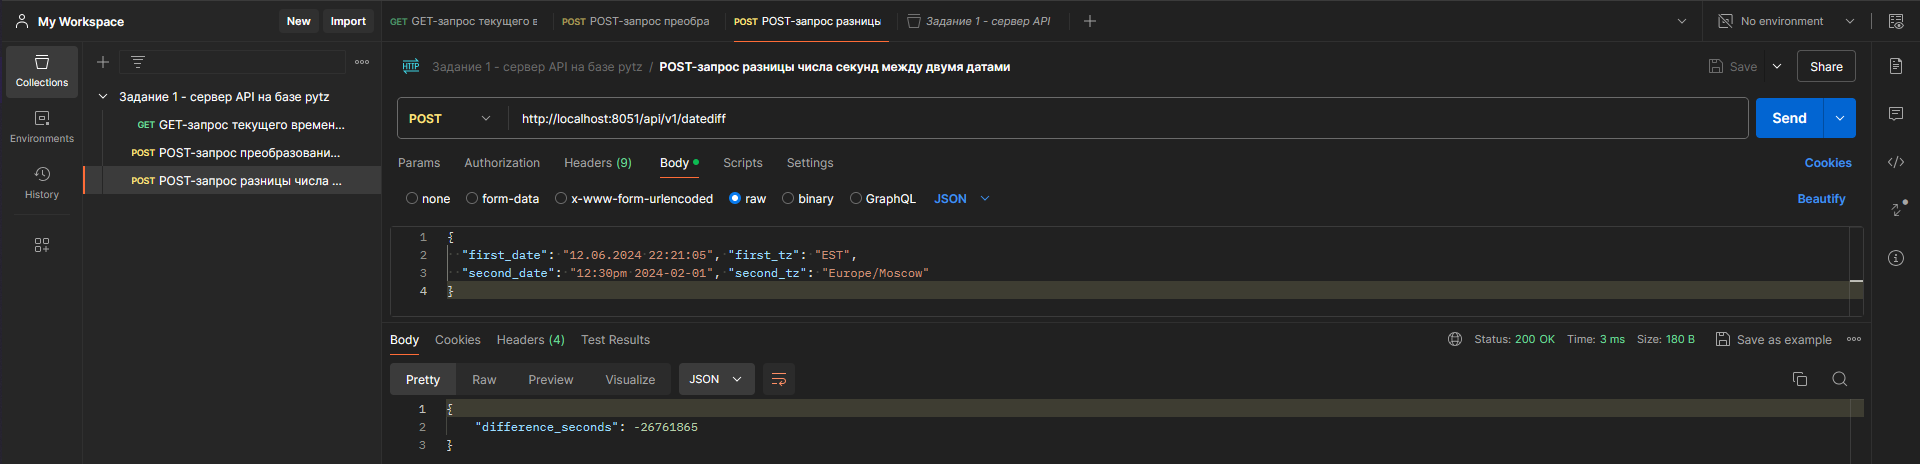 My Workspace
New
Import
GET GET-запрос текущего в
POST POST-запрос преобра
POST POST-запрос разницы
Задание 1 - сервер API
No environment
Collections
Environments
History
Задание 1 - сервер API на базе pytz
GET GET-запрос текущего времен...
POST POST-запрос преобразовани...
POST POST-запрос разницы числа ...
HTTP Задание 1 - сервер API на базе pytz / POST-запрос разницы числа секунд между двумя датами
Save
Share
POST
http://localhost:8051/api/v1/datediff
Send
Params Authorization Headers (9) Body Scripts Settings
Cookies
none form-data x-www-form-urlencoded raw binary GraphQL JSON
Beautify
1 {
2 "first_date": "12.06.2024 22:21:05", "first_tz": "EST",
3 "second_date": "12:30pm 2024-02-01", "second_tz": "Europe/Moscow"
4 }
Body Cookies Headers (4) Test Results
Status: 200 OK Time: 3 ms Size: 180 B
Save as example
Pretty Raw Preview Visualize JSON
1 {
2 "difference_seconds": -26761865
3 }